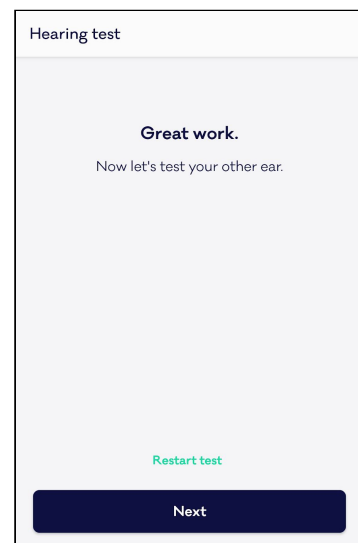 Hearing test
Great work.
Now let's test your other ear.
Restart test
Next